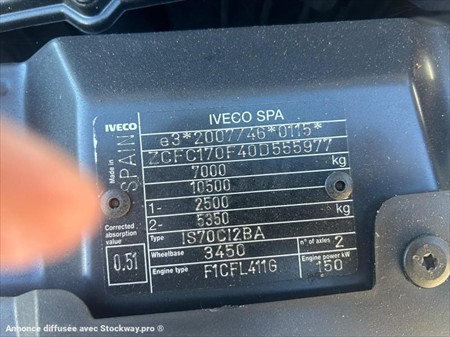 IVECO SPA
IVECO
e3*2007/46*0115*
ZCFC170F40D555977
Made in SPAIN
7000 kg
10500
1- 2500 kg
2- 5350
Corrected absorption value
0.51
Type IS70CI2BA
Wheelbase 3450
n° of axles 2
Engine type F1CFL411G
Engine power kW 150
Annonce diffusée avec Stockway.pro ®